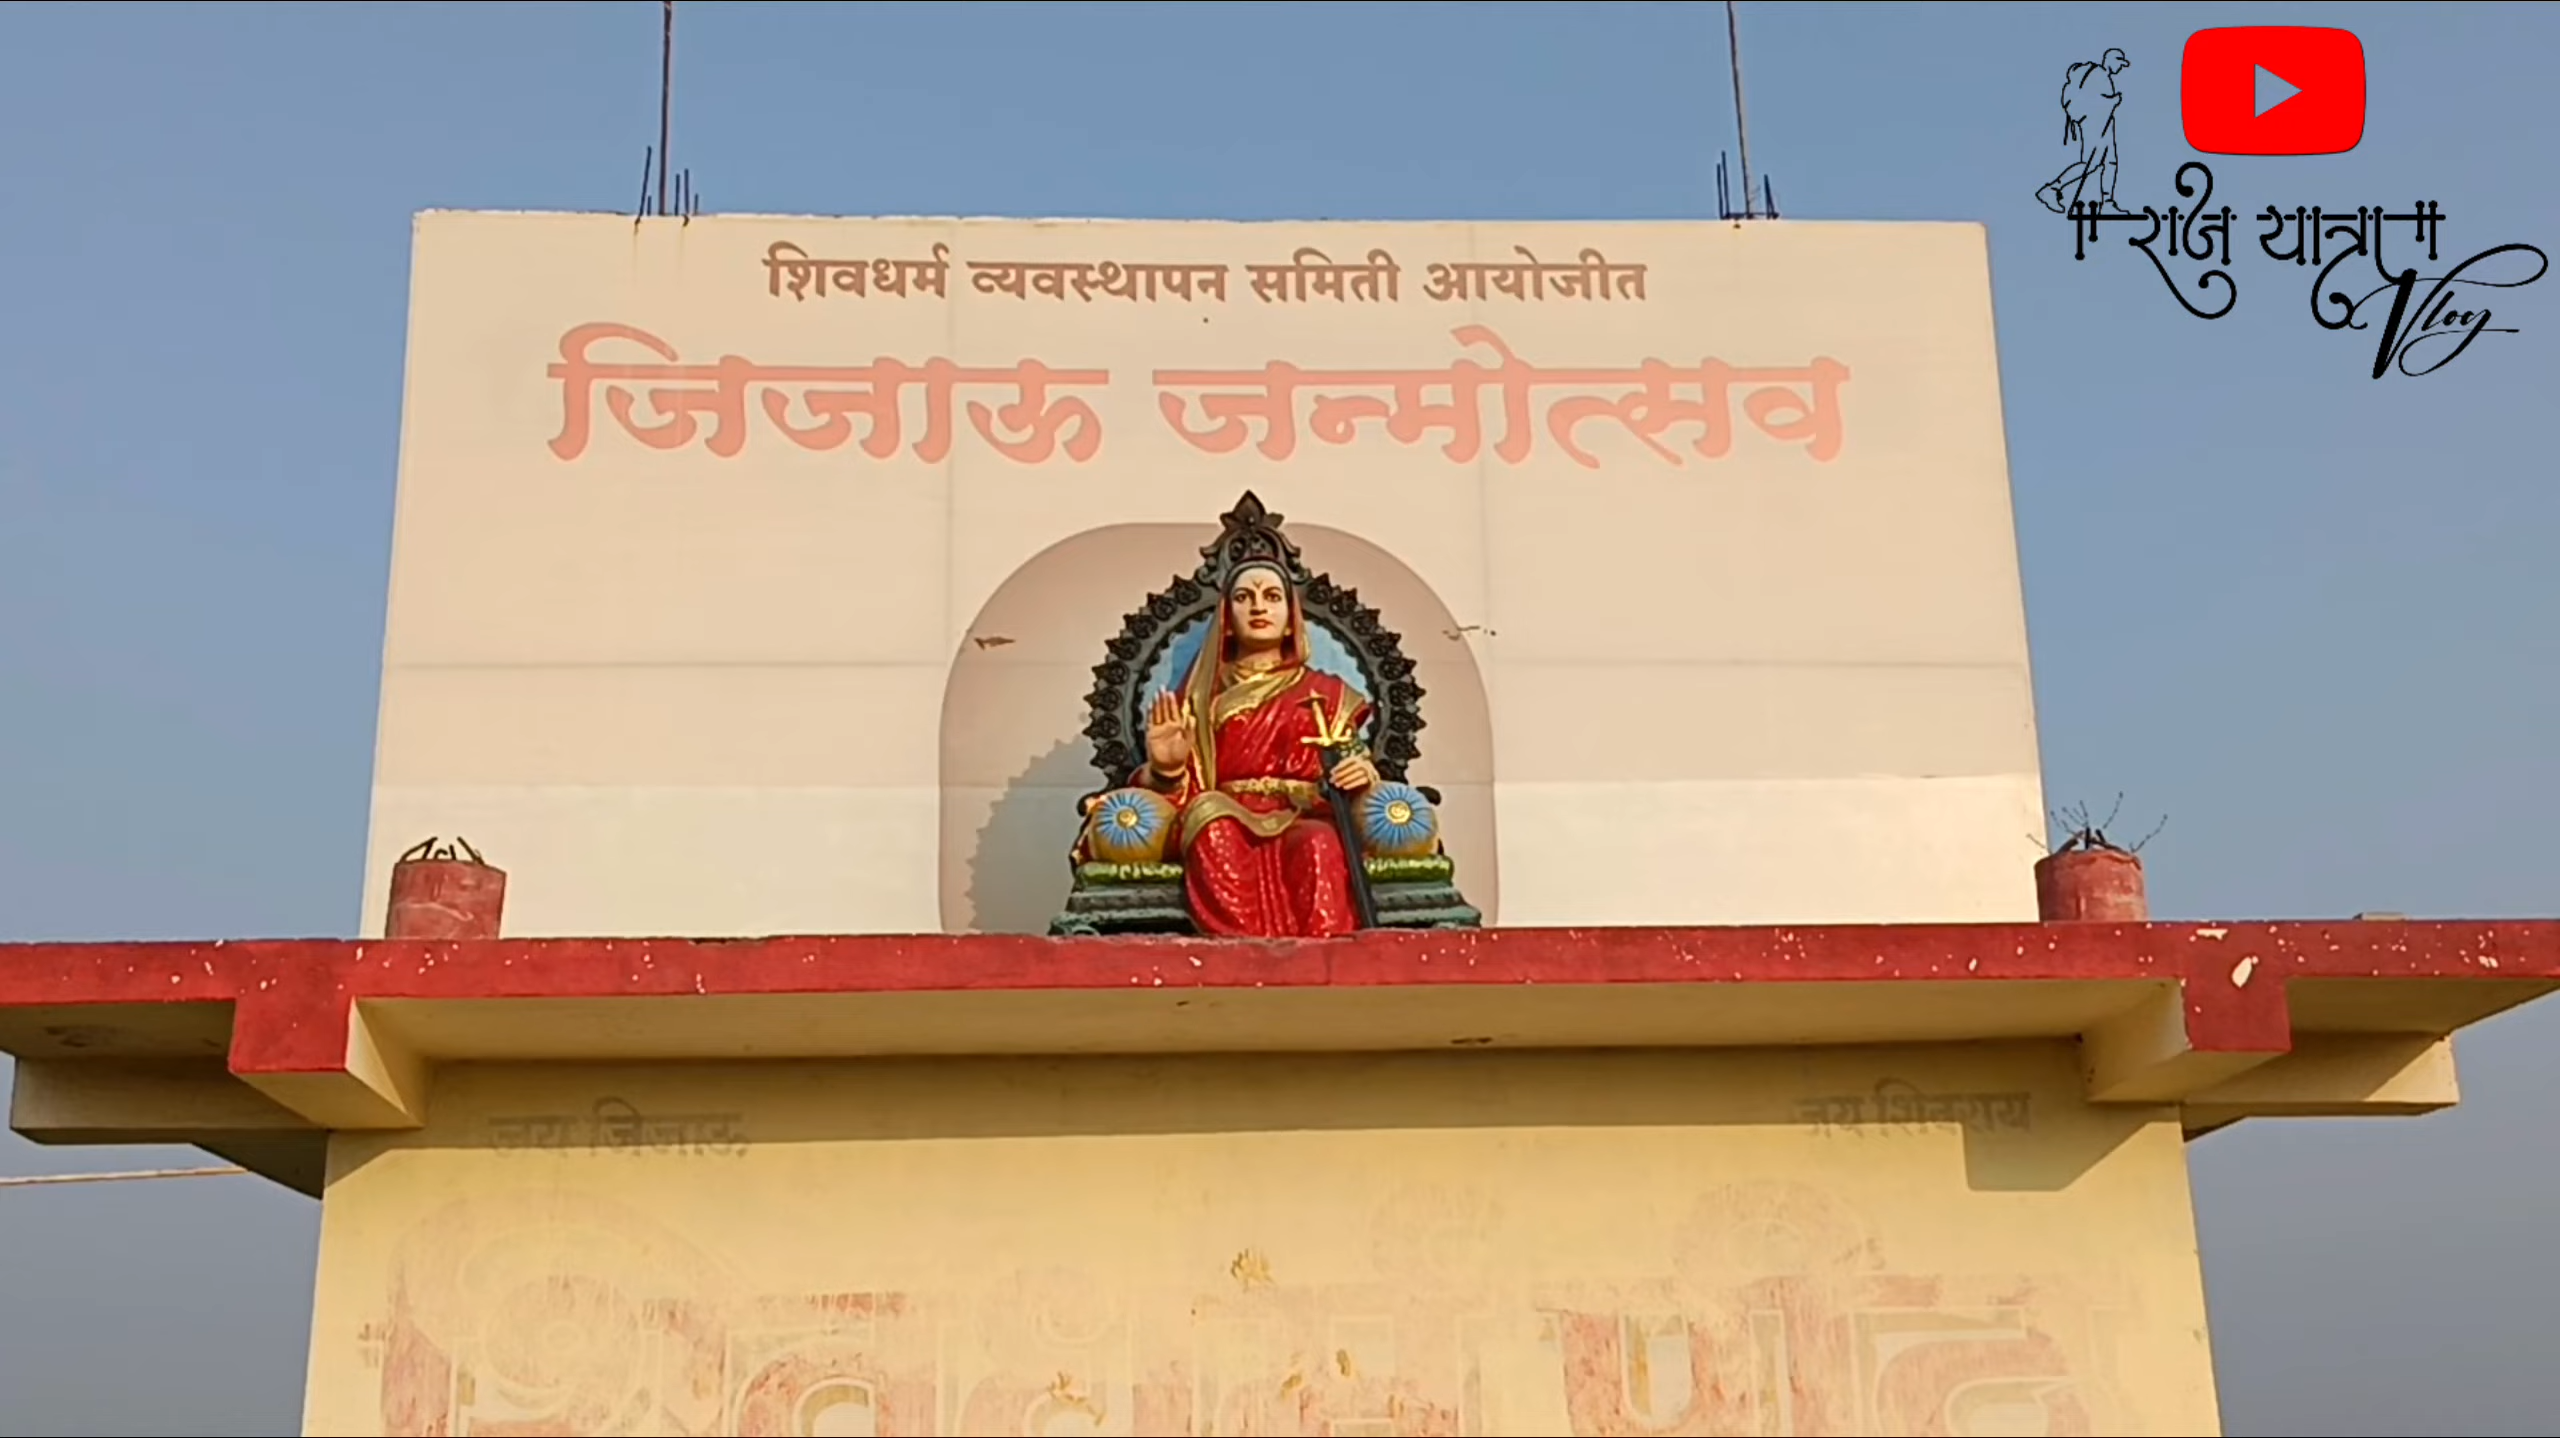 शिवधर्म व्यवस्थापन समिती आयोजीत
जिजाऊ जन्मोत्सव
॥राजे यात्रा॥
Vlog
जय जिजाऊ
जय शिवराय